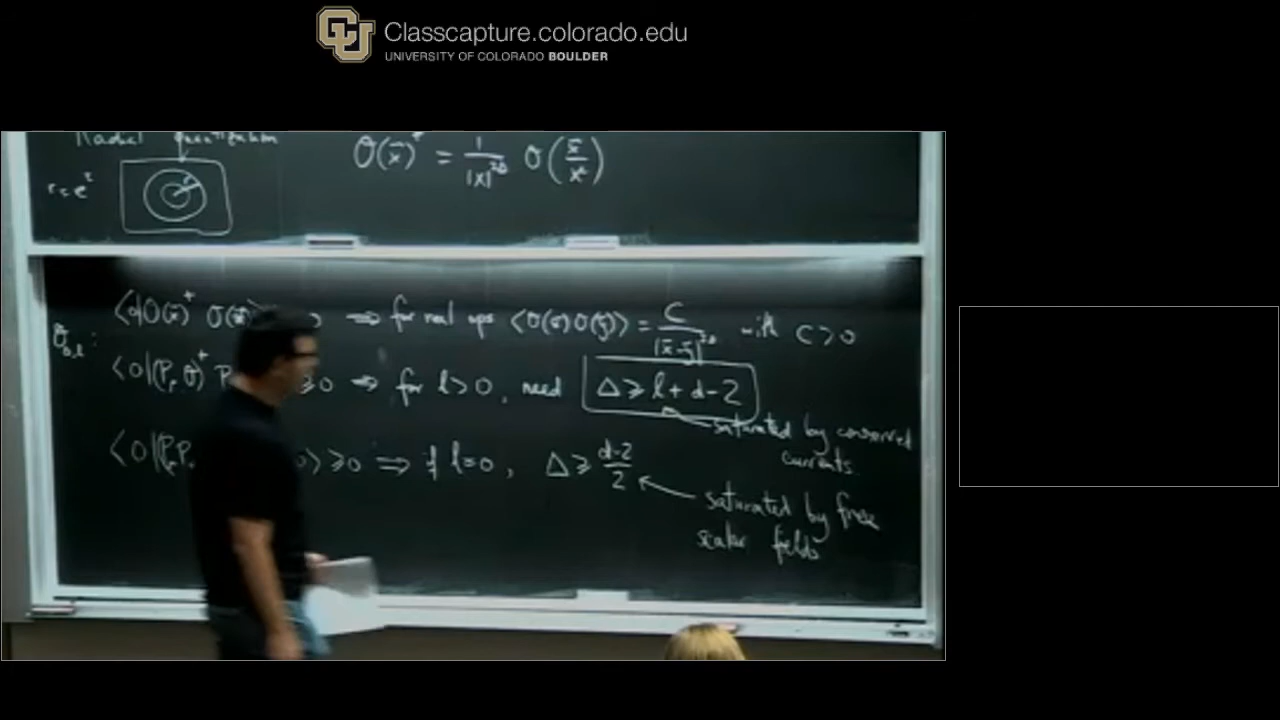 Classcapture.colorado.edu
UNIVERSITY OF COLORADO BOULDER
Radial quantization
r = e^τ
O(x̄)^† = 1/|x|^{2Δ} O(x̄/x²)
O_{Δ,l} :
⟨0|O(x̄)^† O(x̄) 0 ⇒ for real ops ⟨O(x̄)O(ȳ)⟩ = C/|x̄-ȳ|^{2Δ} with C > 0
⟨0|(P_μ O)^† P ⩾0 ⇒ for l>0, need Δ ⩾ l + d-2
saturated by conserved currents.
⟨0|(P_μ P 0⟩ ⩾0 ⇒ if l=0, Δ ⩾ d-2/2
saturated by free
scalar fields